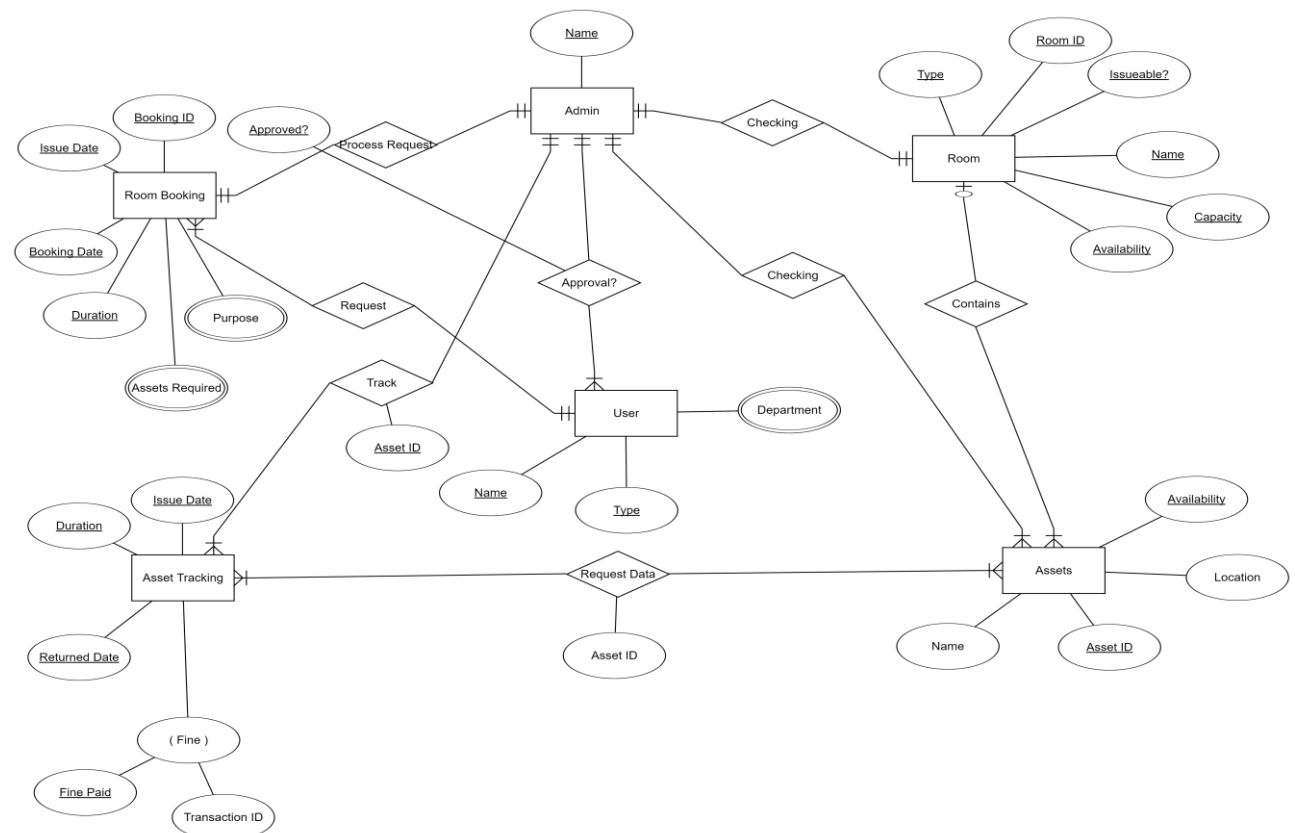 Name
Room ID
Type
Issueable?
Booking ID
Admin
Approved?
Checking
Issue Date
Process Request
Room
Name
Room Booking
Capacity
Booking Date
Availability
Approval?
Checking
Request
Contains
Duration
Purpose
Assets Required
Track
User
Department
Asset ID
Name
Issue Date
Availability
Type
Duration
Asset Tracking
Request Data
Assets
Location
Name
Asset ID
Returned Date
Asset ID
( Fine )
Fine Paid
Transaction ID